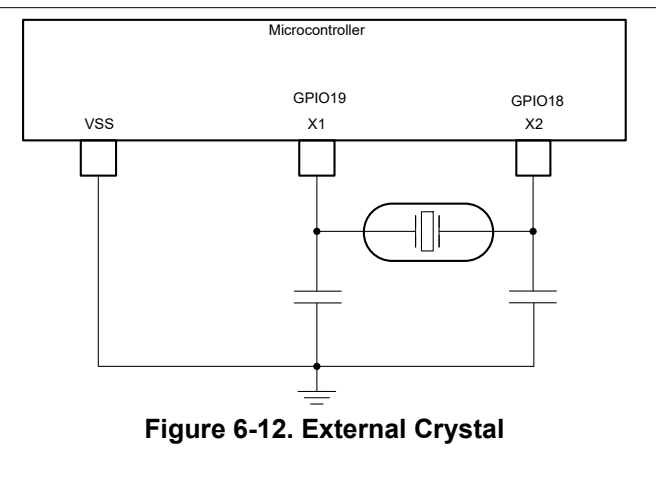 Microcontroller
GPIO19
GPIO18
VSS
X1
X2
Figure 6-12. External Crystal